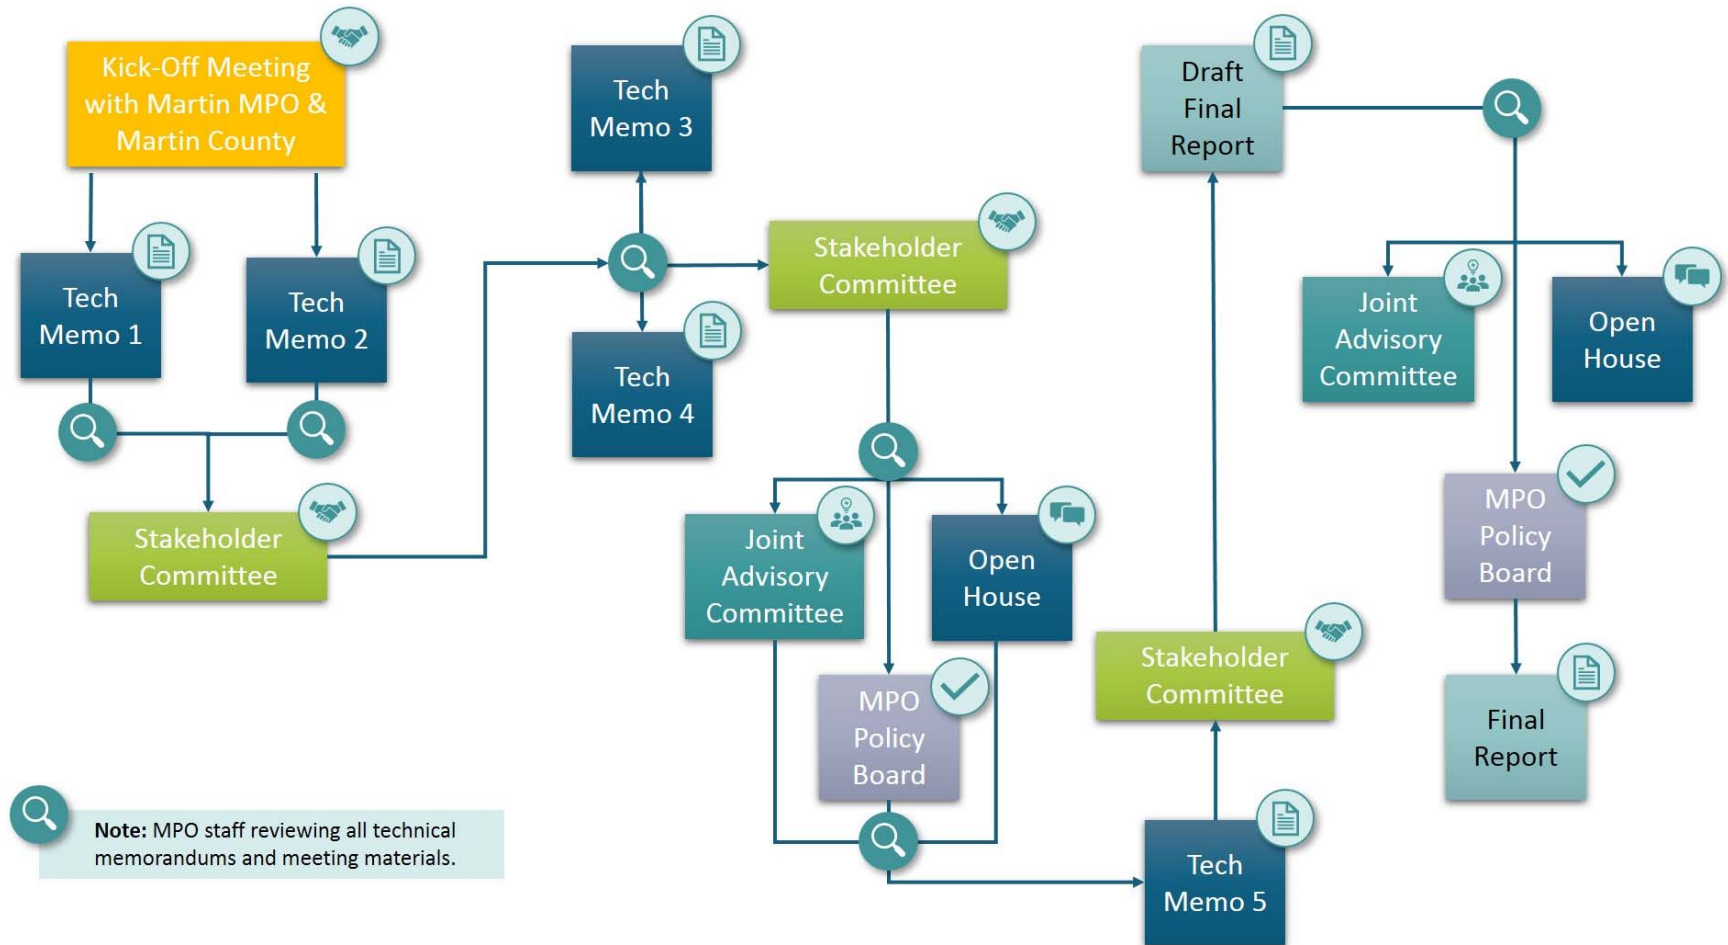 Kick-Off Meeting
with Martin MPO &
Martin County
Tech
Memo 1
Tech
Memo 2
Stakeholder
Committee
Tech
Memo 3
Tech
Memo 4
Stakeholder
Committee
Joint
Advisory
Committee
Open
House
MPO
Policy
Board
Tech
Memo 5
Stakeholder
Committee
Draft
Final
Report
Joint
Advisory
Committee
Open
House
MPO
Policy
Board
Final
Report
Note: MPO staff reviewing all technical
memorandums and meeting materials.